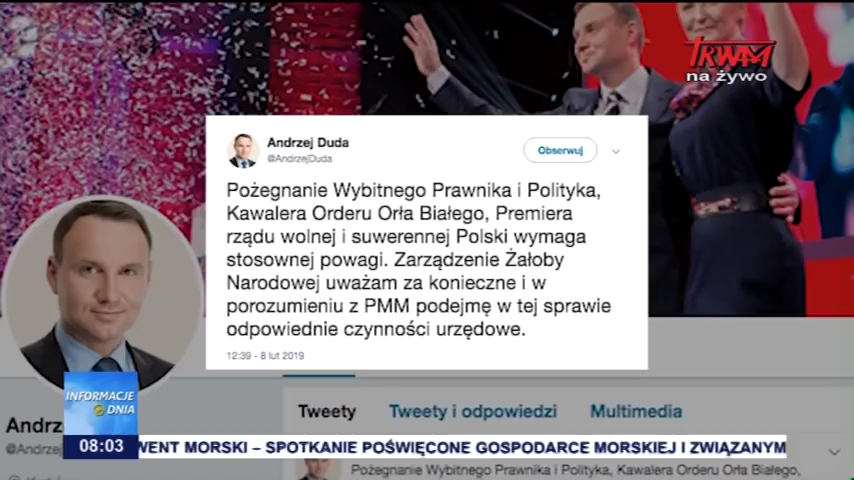 TRWAM
na żywo
Andrzej Duda
@AndrzejDuda
Obserwuj
Pożegnanie Wybitnego Prawnika i Polityka,
Kawalera Orderu Orła Białego, Premiera
rządu wolnej i suwerennej Polski wymaga
stosownej powagi. Zarządzenie Żałoby
Narodowej uważam za konieczne i w
porozumieniu z PMM podejmę w tej sprawie
odpowiednie czynności urzędowe.
12:39 - 8 lut 2019
INFORMACJE
DNIA
Andrz
@Andrzej
Tweety Tweety i odpowiedzi Multimedia
08:03 WENT MORSKI – SPOTKANIE POŚWIĘCONE GOSPODARCE MORSKIEJ I ZWIĄZANYM
Pożegnanie Wybitnego Prawnika i Polityka, Kawalera Orderu Orła Białego,